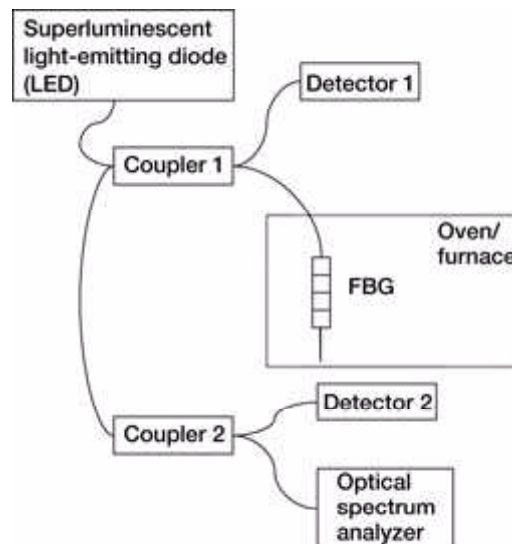 Superluminescent
light-emitting diode
(LED)
Detector 1
Coupler 1
Oven/
furnace
FBG
Detector 2
Coupler 2
Optical
spectrum
analyzer